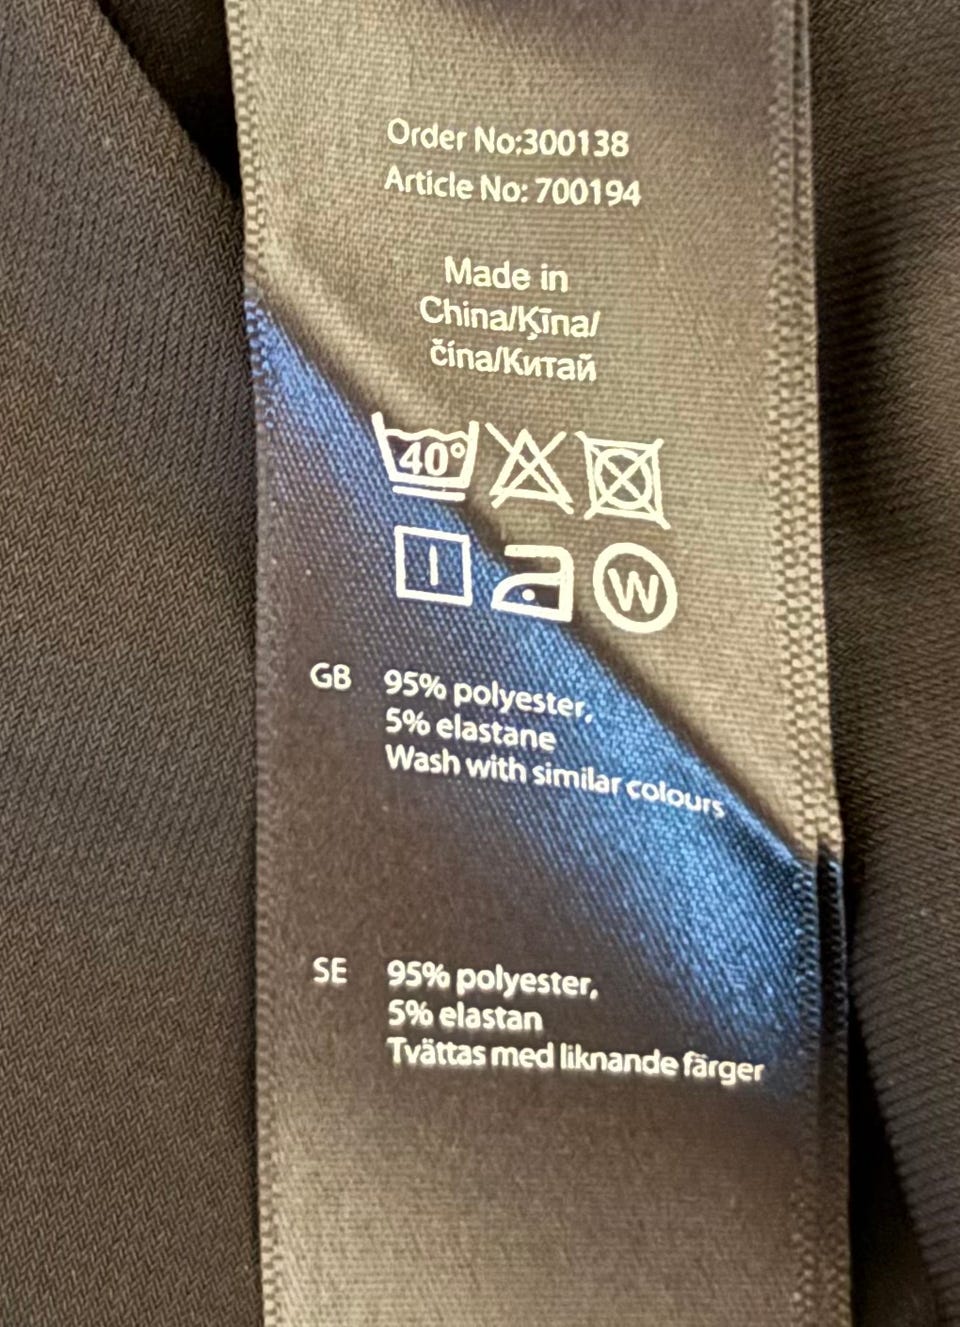 Order No:300138
Article No: 700194
Made in
China/Ķīna/
čína/Китай
40°
W
GB 95% polyester,
5% elastane
Wash with similar colours
SE 95% polyester,
5% elastan
Tvättas med liknande färger